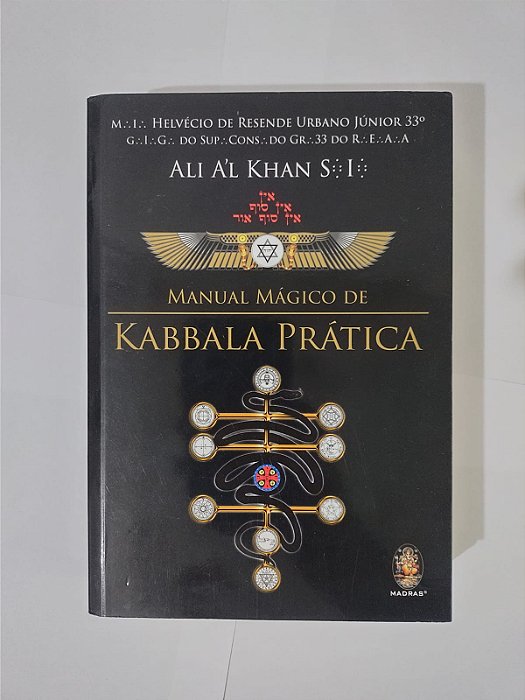 M∴I∴ Helvécio de Resende Urbano Júnior 33º
G∴I∴G∴ do Sup∴Cons∴do Gr∴33 do R∴E∴A∴A
Ali A'l Khan S⁘I⁘
אין
אין סוף
אין סוף אור
Manual Mágico de
Kabbala Prática
MADRAS®